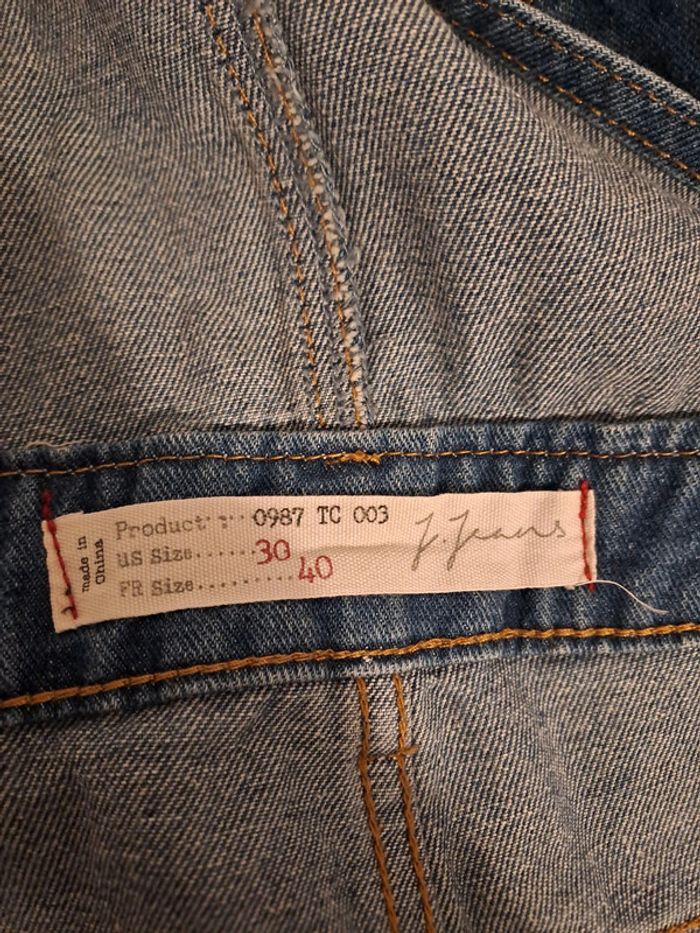 made in
China
Product: 0987 TC 003
US Size......30
FR Size.........40
J.Jeans